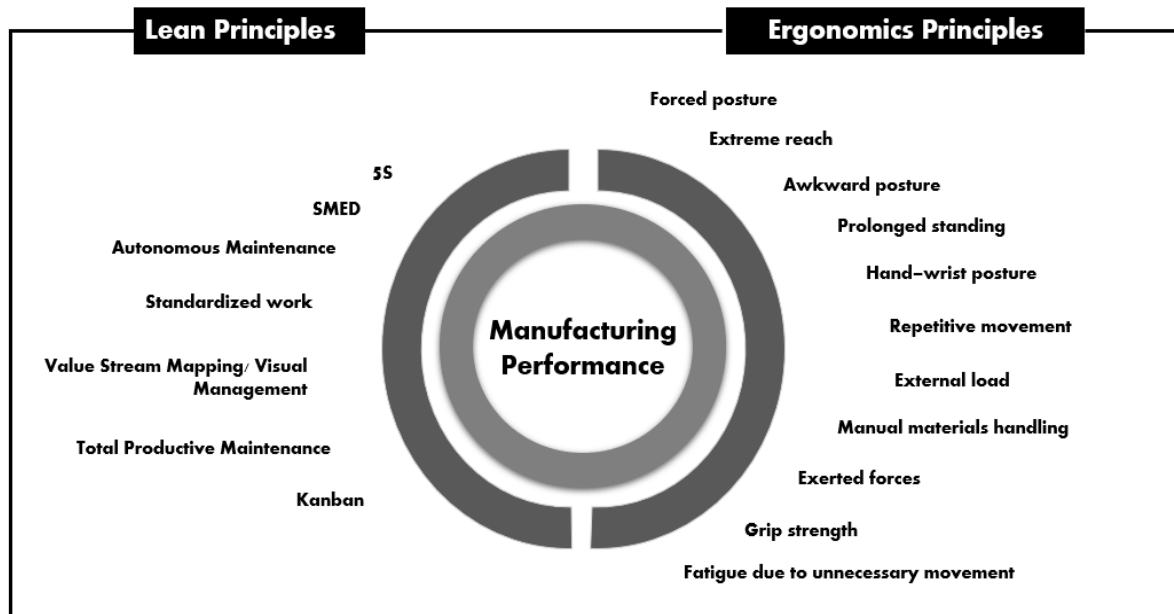 Lean Principles
Ergonomics Principles
Forced posture
Extreme reach
5S
Awkward posture
SMED
Prolonged standing
Autonomous Maintenance
Hand-wrist posture
Standardized work
Repetitive movement
Manufacturing
Performance
Value Stream Mapping/ Visual
Management
External load
Manual materials handling
Total Productive Maintenance
Exerted forces
Kanban
Grip strength
Fatigue due to unnecessary movement